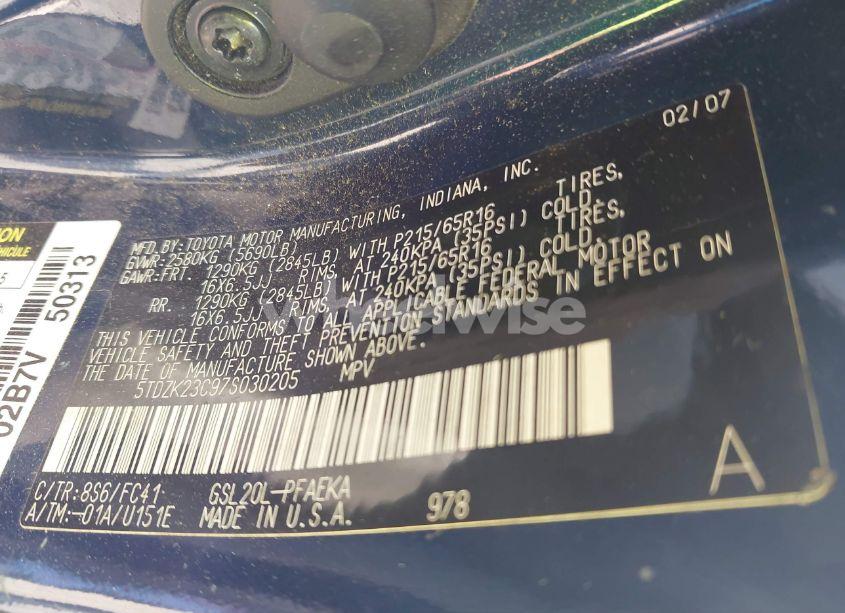 02/07
MFD.BY:TOYOTA MOTOR MANUFACTURING, INDIANA, INC.
GVWR:2580KG (5690LB)
GAWR:FRT. 1290KG (2845LB) WITH P215/65R16 TIRES,
16X6.5JJ RIMS, AT 240KPA (35PSI) COLD.
RR. 1290KG (2845LB) WITH P215/65R16 TIRES,
16X6.5JJ RIMS, AT 240KPA (35PSI) COLD.
THIS VEHICLE CONFORMS TO ALL APPLICABLE FEDERAL MOTOR
VEHICLE SAFETY AND THEFT PREVENTION STANDARDS IN EFFECT ON
THE DATE OF MANUFACTURE SHOWN ABOVE.
5TDZK23C97S030205 MPV
C/TR:8S6/FC41 GSL20L-PFAEKA
A/TM:-01A/U151E MADE IN U.S.A. 978
A
02B7V
50313
wheelwise